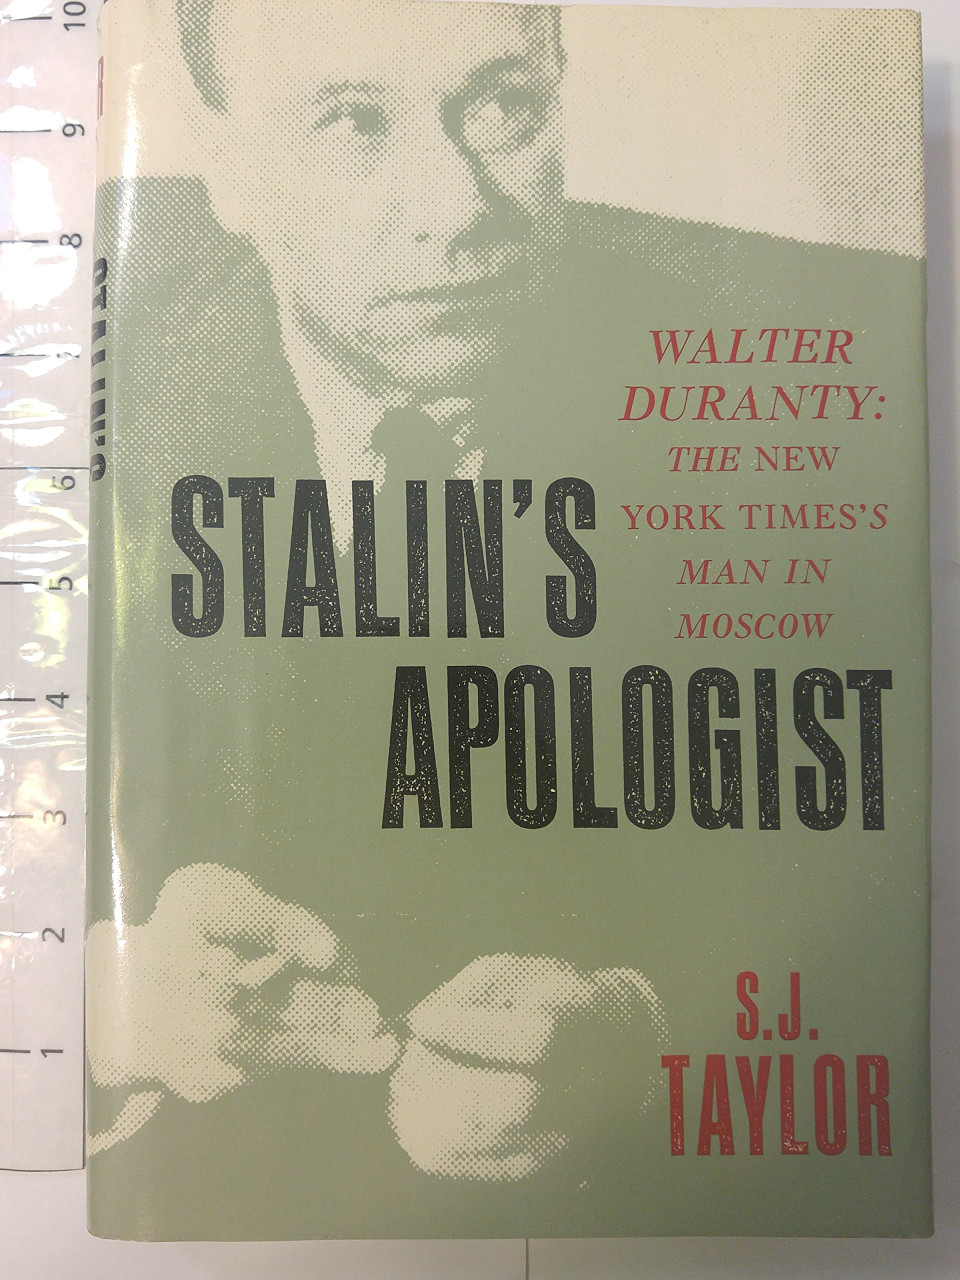 WALTER
DURANTY:
THE NEW
YORK TIMES'S
MAN IN
MOSCOW
STALIN'S
APOLOGIST
S.J.
TAYLOR
10
9
8
7
6
5
4
3
2
1